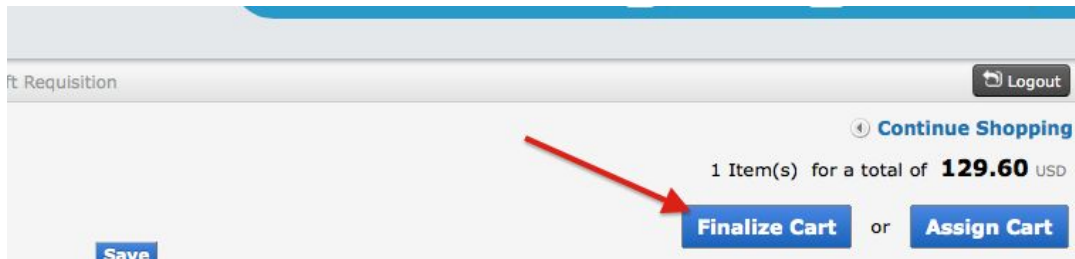 ft Requisition
Logout
Continue Shopping
1 Item(s) for a total of 129.60 USD
Finalize Cart or Assign Cart
Save